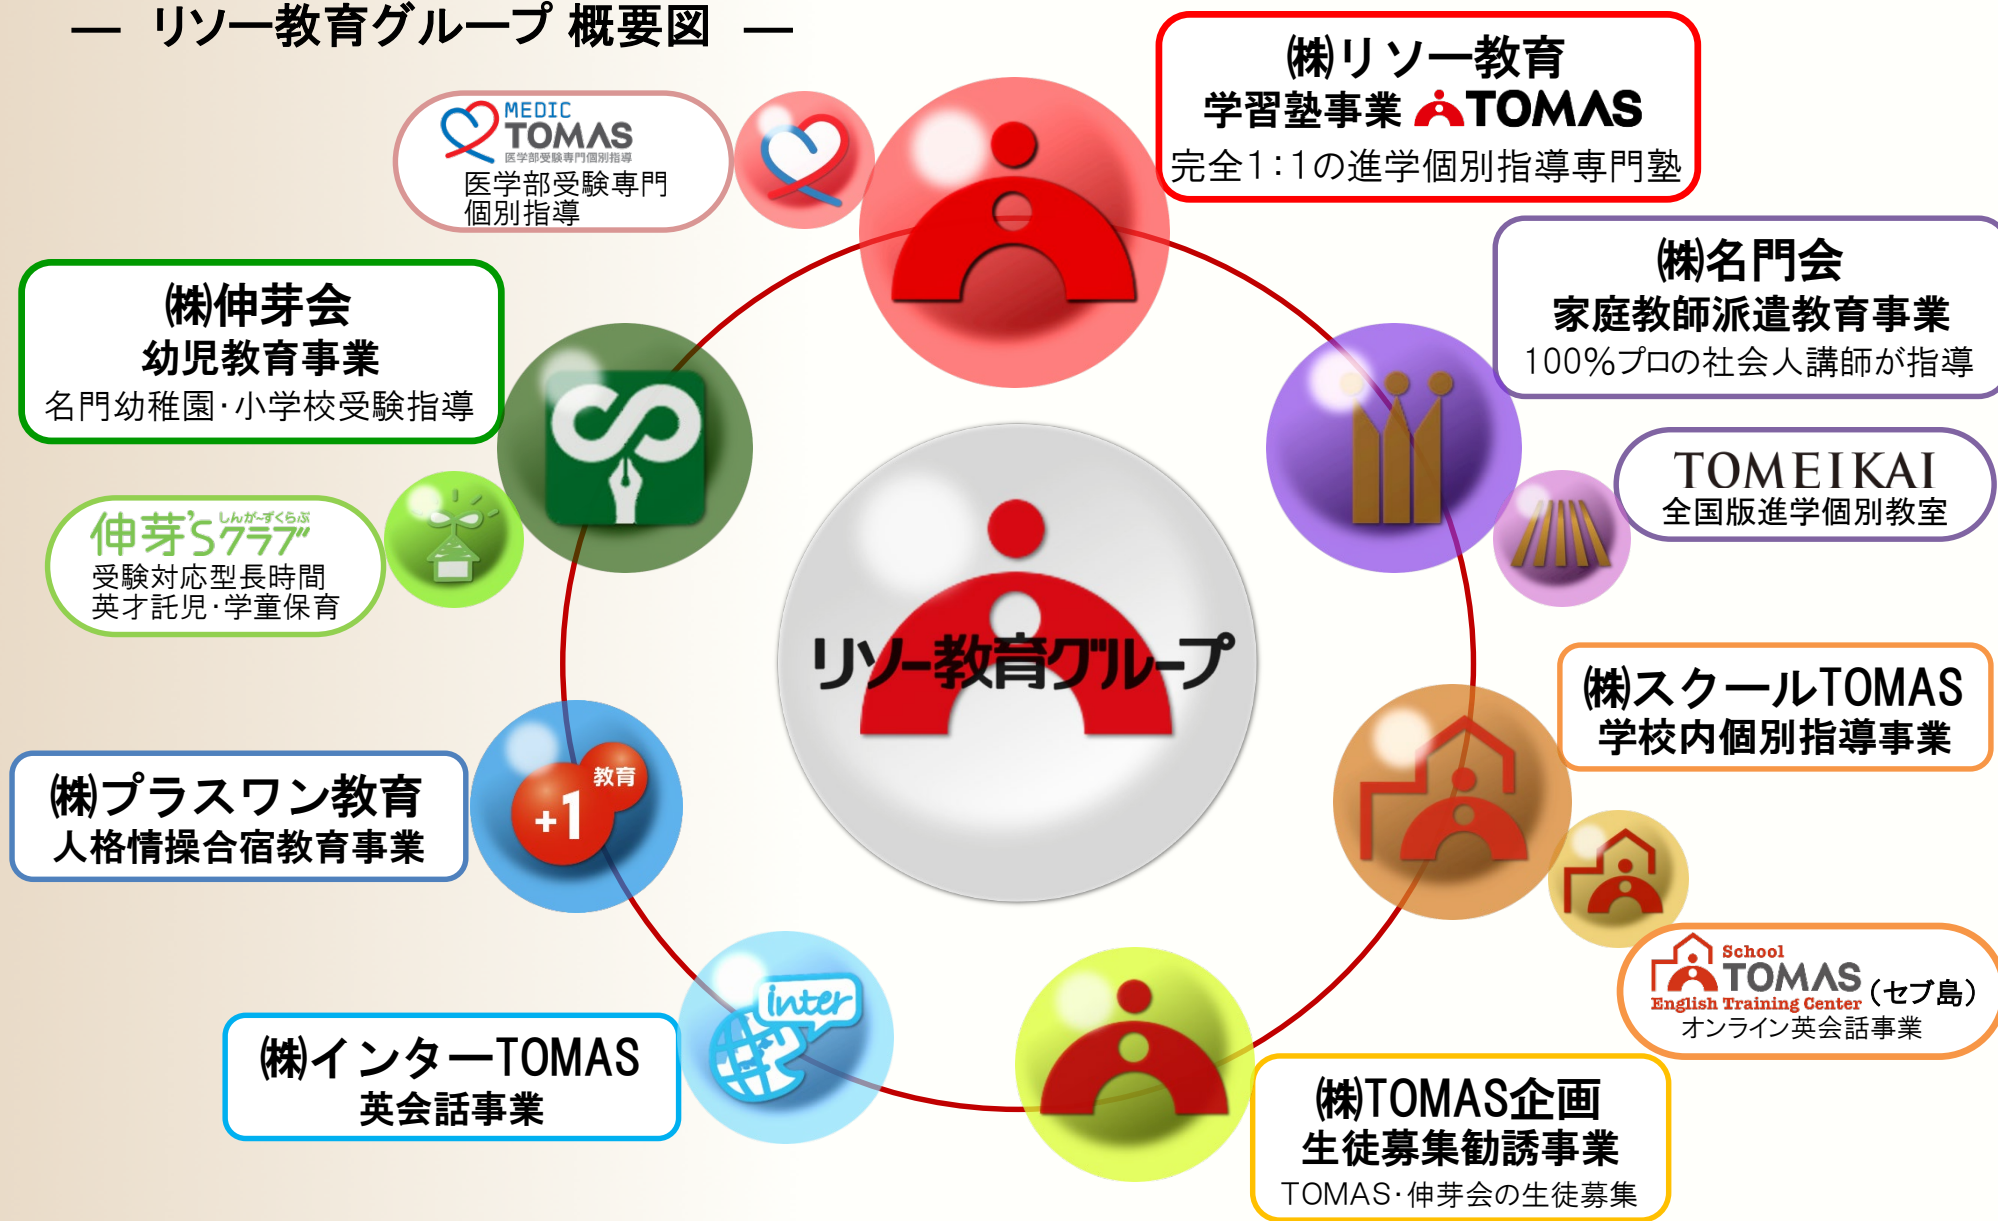 ― リソー教育グループ 概要図 ―
㈱リソー教育
学習塾事業 TOMAS
完全1:1の進学個別指導専門塾
MEDIC
TOMAS
医学部受験専門個別指導
医学部受験専門
個別指導
㈱名門会
家庭教師派遣教育事業
100%プロの社会人講師が指導
㈱伸芽会
幼児教育事業
名門幼稚園・小学校受験指導
TOMEIKAI
全国版進学個別教室
しんが~ずくらぶ
伸芽'Sクラブ
受験対応型長時間
英才託児・学童保育
リソー教育グループ
㈱スクールTOMAS
学校内個別指導事業
㈱プラスワン教育
人格情操合宿教育事業
教育
+1
School
TOMAS
English Training Center (セブ島)
オンライン英会話事業
inter
㈱インターTOMAS
英会話事業
㈱TOMAS企画
生徒募集勧誘事業
TOMAS・伸芽会の生徒募集